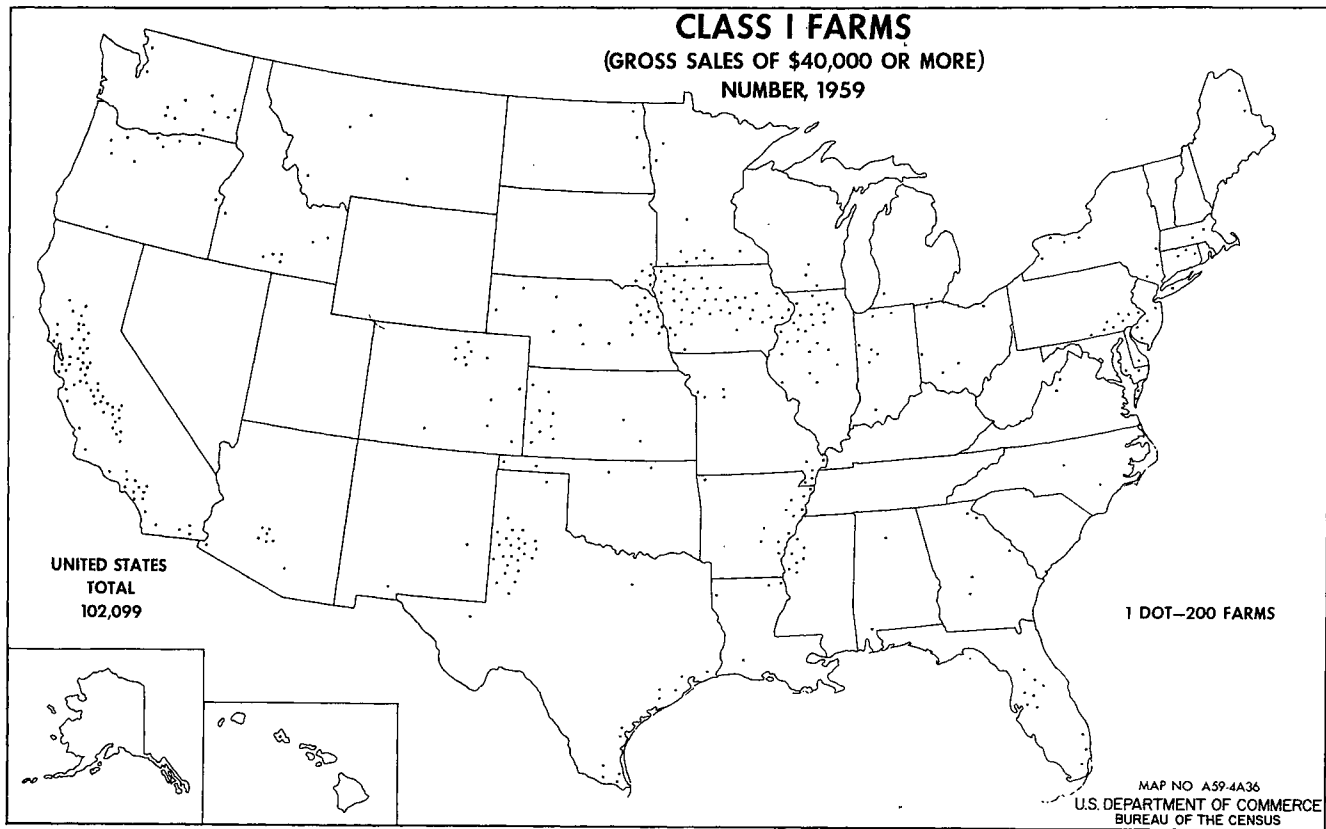 CLASS I FARMS
(GROSS SALES OF $40,000 OR MORE)
NUMBER, 1959
UNITED STATES
TOTAL
102,099
1 DOT—200 FARMS
MAP NO A59-4A36
U.S. DEPARTMENT OF COMMERCE
BUREAU OF THE CENSUS